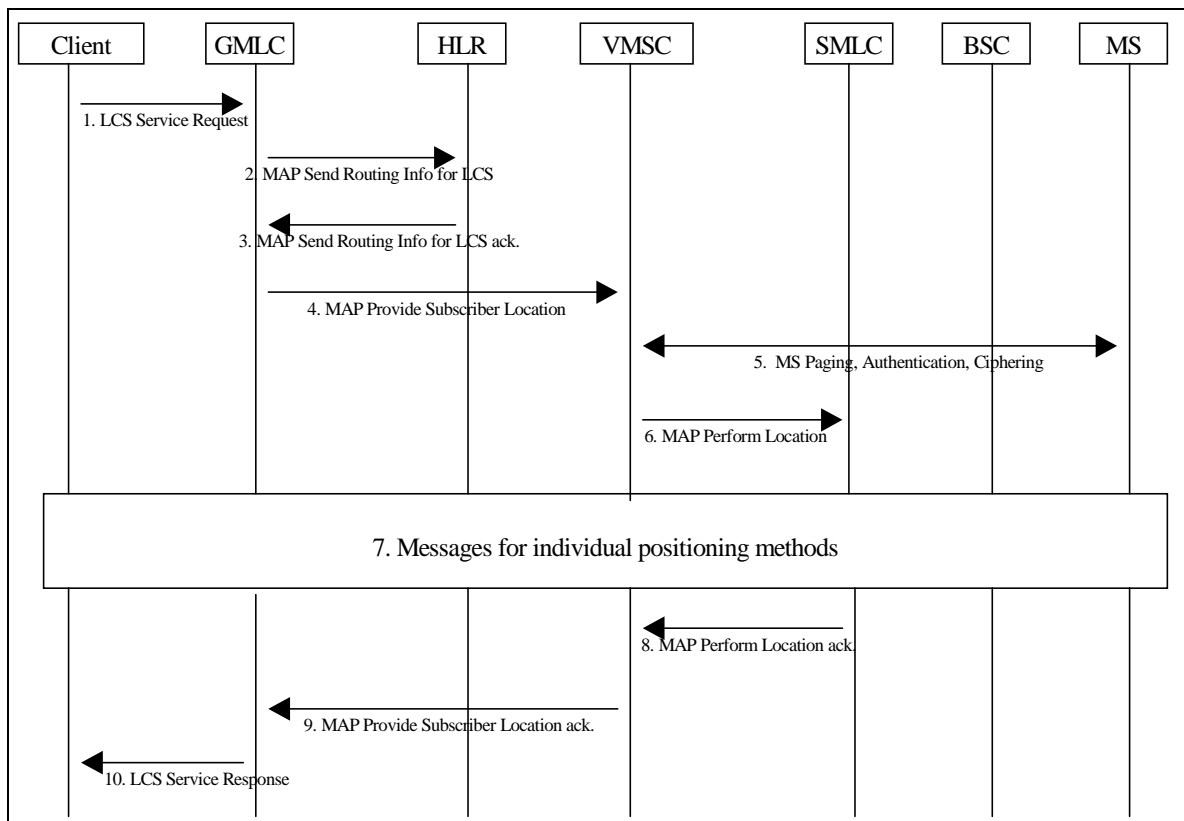 Client GMLC HLR VMSC SMLC BSC MS
1. LCS Service Request
2. MAP Send Routing Info for LCS
3. MAP Send Routing Info for LCS ack.
4. MAP Provide Subscriber Location
5. MS Paging, Authentication, Ciphering
6. MAP Perform Location
7. Messages for individual positioning methods
8. MAP Perform Location ack.
9. MAP Provide Subscriber Location ack.
10. LCS Service Response